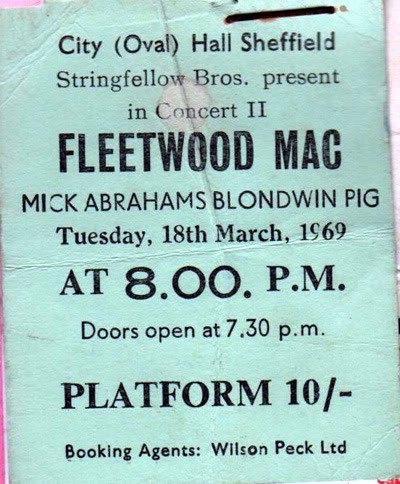 City (Oval) Hall Sheffield
Stringfellow Bros. present
in Concert II
FLEETWOOD MAC
MICK ABRAHAMS BLONDWIN PIG
Tuesday, 18th March, 1969
AT 8.00. P.M.
Doors open at 7.30 p.m.
PLATFORM 10/-
Booking Agents: Wilson Peck Ltd